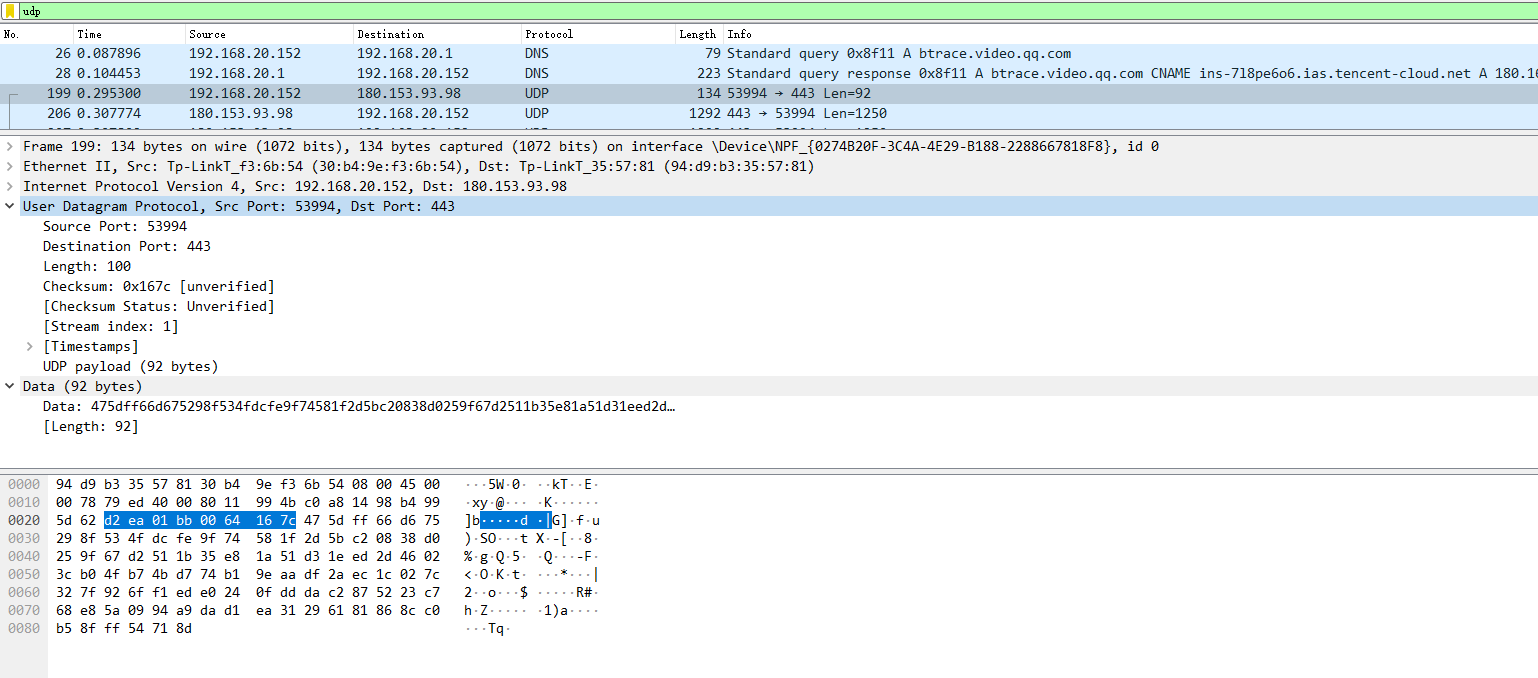 udp
No. Time Source Destination Protocol Length Info
26 0.087896 192.168.20.152 192.168.20.1 DNS 79 Standard query 0x8f11 A btrace.video.qq.com
28 0.104453 192.168.20.1 192.168.20.152 DNS 223 Standard query response 0x8f11 A btrace.video.qq.com CNAME ins-7l8pe6o6.ias.tencent-cloud.net A 180.16
199 0.295300 192.168.20.152 180.153.93.98 UDP 134 53994 → 443 Len=92
206 0.307774 180.153.93.98 192.168.20.152 UDP 1292 443 → 53994 Len=1250
Frame 199: 134 bytes on wire (1072 bits), 134 bytes captured (1072 bits) on interface \Device\NPF_{0274B20F-3C4A-4E29-B188-2288667818F8}, id 0
Ethernet II, Src: Tp-LinkT_f3:6b:54 (30:b4:9e:f3:6b:54), Dst: Tp-LinkT_35:57:81 (94:d9:b3:35:57:81)
Internet Protocol Version 4, Src: 192.168.20.152, Dst: 180.153.93.98
User Datagram Protocol, Src Port: 53994, Dst Port: 443
Source Port: 53994
Destination Port: 443
Length: 100
Checksum: 0x167c [unverified]
[Checksum Status: Unverified]
[Stream index: 1]
[Timestamps]
UDP payload (92 bytes)
Data (92 bytes)
Data: 475dff66d675298f534fdcfe9f74581f2d5bc20838d0259f67d2511b35e81a51d31eed2d…
[Length: 92]
0000 94 d9 b3 35 57 81 30 b4 9e f3 6b 54 08 00 45 00 ···5W·0· ··kT··E·
0010 00 78 79 ed 40 00 80 11 99 4b c0 a8 14 98 b4 99 ·xy·@··· ·K······
0020 5d 62 d2 ea 01 bb 00 64 16 7c 47 5d ff 66 d6 75 ]b·····d ·|G]·f·u
0030 29 8f 53 4f dc fe 9f 74 58 1f 2d 5b c2 08 38 d0 )·SO···t X·-[··8·
0040 25 9f 67 d2 51 1b 35 e8 1a 51 d3 1e ed 2d 46 02 %·g·Q·5· ·Q···-F·
0050 3c b0 4f b7 4b d7 74 b1 9e aa df 2a ec 1c 02 7c <·O·K·t· ···*···|
0060 32 7f 92 6f f1 ed e0 24 0f dd da c2 87 52 23 c7 2··o···$ ·····R#·
0070 68 e8 5a 09 94 a9 da d1 ea 31 29 61 81 86 8c c0 h·Z····· ·1)a····
0080 b5 8f ff 54 71 8d ···Tq·